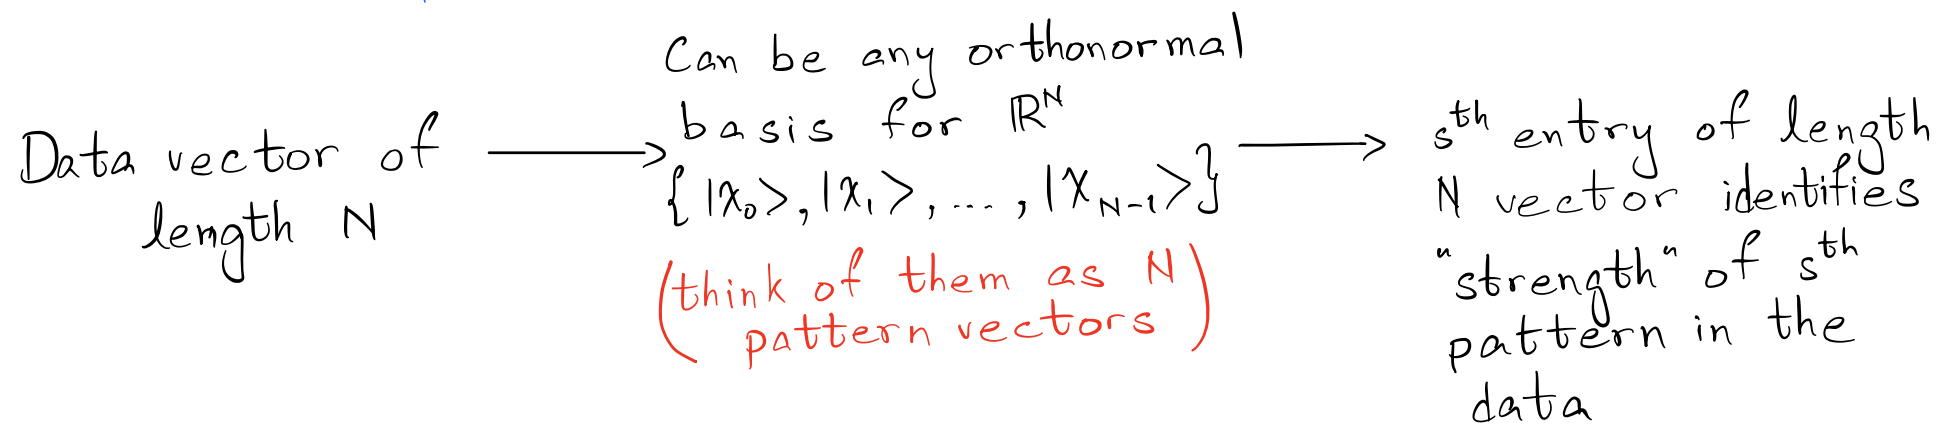 Data vector of
length N
Can be any orthonormal
basis for ℝᴺ
{ |χ₀>, |χ₁>, ..., |χ_{N-1}> }
(think of them as N
pattern vectors)
sᵗʰ entry of length
N vector identifies
"strength" of sᵗʰ
pattern in the
data